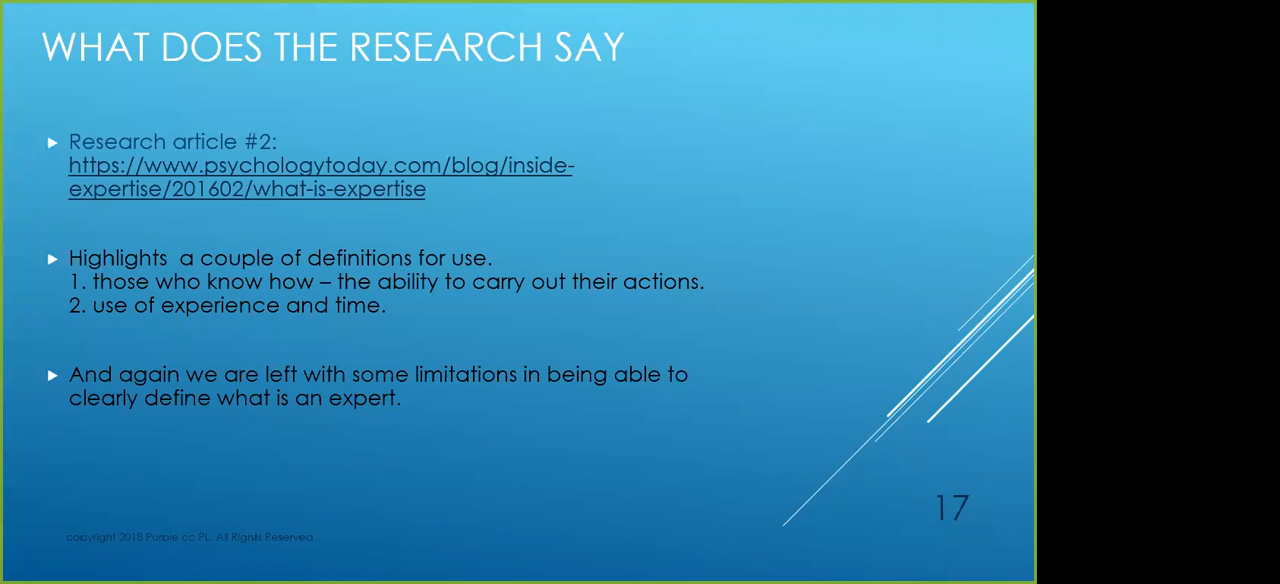 WHAT DOES THE RESEARCH SAY
Research article #2:
https://www.psychologytoday.com/blog/inside-
expertise/201602/what-is-expertise
Highlights a couple of definitions for use.
1. those who know how – the ability to carry out their actions.
2. use of experience and time.
And again we are left with some limitations in being able to
clearly define what is an expert.
17
copyright 2018 Purple co PL. All Rights Reserved